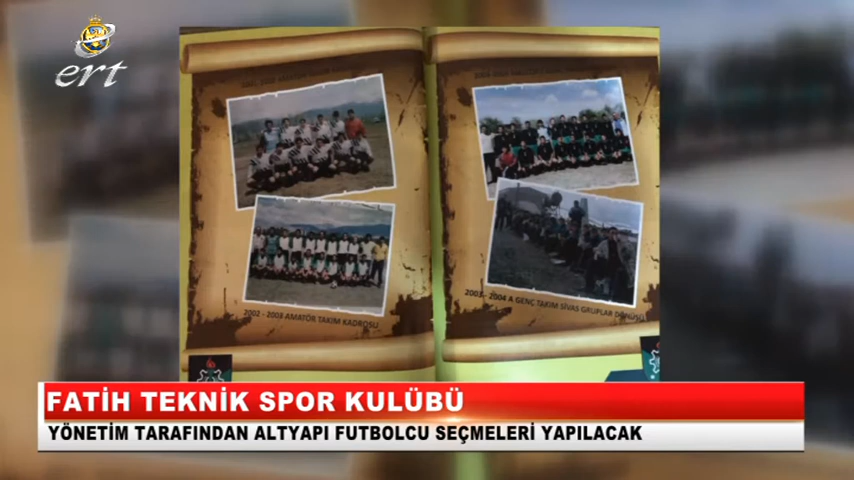 ert
2002 - 2003 AMATÖR TAKIM KADROSU
2003 - 2004 A GENÇ TAKIM SİVAS GRUPLAR DÖNÜŞÜ
FATİH TEKNİK SPOR KULÜBÜ
YÖNETİM TARAFINDAN ALTYAPI FUTBOLCU SEÇMELERİ YAPILACAK